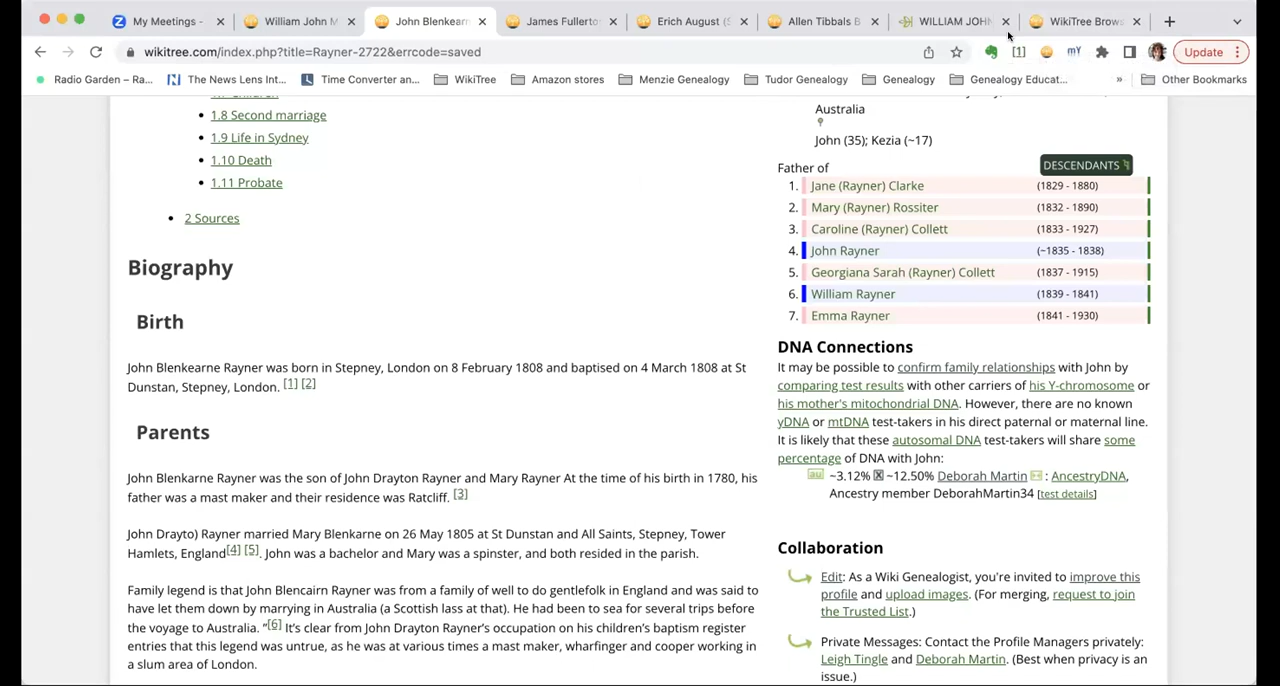 My Meetings -
William John M
John Blenkearn
James Fullerto
Erich August (S
Allen Tibbals B
WILLIAM JOHN
WikiTree Brows
wikitree.com/index.php?title=Rayner-2722&errcode=saved
Update
Radio Garden – Ra...
The News Lens Int...
Time Converter an...
WikiTree
Amazon stores
Menzie Genealogy
Tudor Genealogy
Genealogy
Genealogy Educat...
»
Other Bookmarks
1.8 Second marriage
1.9 Life in Sydney
1.10 Death
1.11 Probate
2 Sources
Biography
Birth
John Blenkearne Rayner was born in Stepney, London on 8 February 1808 and baptised on 4 March 1808 at St
Dunstan, Stepney, London. [1] [2]
Parents
John Blenkarne Rayner was the son of John Drayton Rayner and Mary Rayner At the time of his birth in 1780, his
father was a mast maker and their residence was Ratcliff. [3]
John Drayto) Rayner married Mary Blenkarne on 26 May 1805 at St Dunstan and All Saints, Stepney, Tower
Hamlets, England[4] [5]. John was a bachelor and Mary was a spinster, and both resided in the parish.
Family legend is that John Blencairn Rayner was from a family of well to do gentlefolk in England and was said to
have let them down by marrying in Australia (a Scottish lass at that). He had been to sea for several trips before
the voyage to Australia. "[6] It's clear from John Drayton Rayner's occupation on his children's baptism register
entries that this legend was untrue, as he was at various times a mast maker, wharfinger and cooper working in
a slum area of London.
Australia
John (35); Kezia (~17)
Father of
DESCENDANTS
1. Jane (Rayner) Clarke (1829 - 1880)
2. Mary (Rayner) Rossiter (1832 - 1890)
3. Caroline (Rayner) Collett (1833 - 1927)
4. John Rayner (~1835 - 1838)
5. Georgiana Sarah (Rayner) Collett (1837 - 1915)
6. William Rayner (1839 - 1841)
7. Emma Rayner (1841 - 1930)
DNA Connections
It may be possible to confirm family relationships with John by
comparing test results with other carriers of his Y-chromosome or
his mother's mitochondrial DNA. However, there are no known
yDNA or mtDNA test-takers in his direct paternal or maternal line.
It is likely that these autosomal DNA test-takers will share some
percentage of DNA with John:
au ~3.12% X ~12.50% Deborah Martin : AncestryDNA,
Ancestry member DeborahMartin34 [test details]
Collaboration
Edit: As a Wiki Genealogist, you're invited to improve this
profile and upload images. (For merging, request to join
the Trusted List.)
Private Messages: Contact the Profile Managers privately:
Leigh Tingle and Deborah Martin. (Best when privacy is an
issue.)